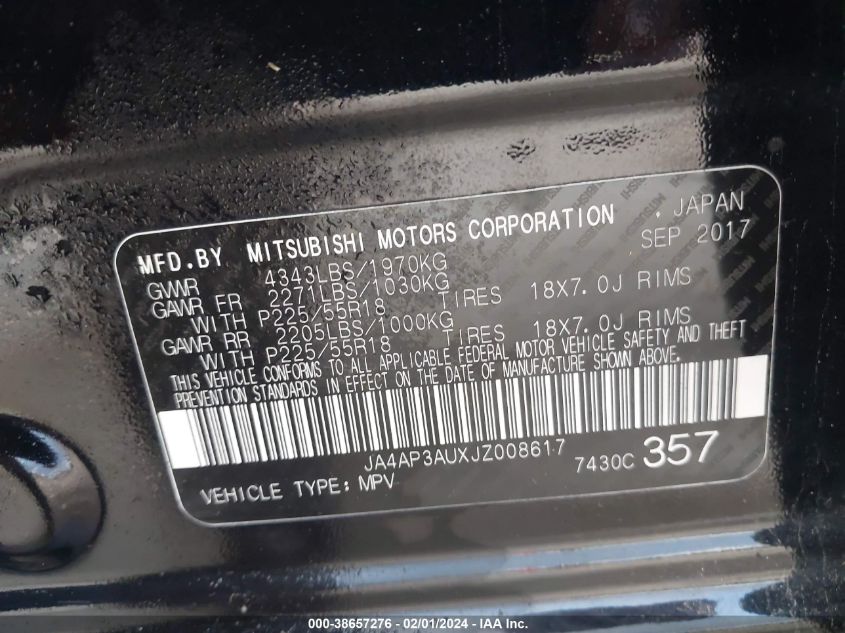 MFD.BY MITSUBISHI MOTORS CORPORATION , JAPAN
SEP 2017
GVWR 4343LBS/1970KG
GAWR FR 2271LBS/1030KG
WITH P225/55R18 TIRES 18X7.0J RIMS
GAWR RR 2205LBS/1000KG
WITH P225/55R18 TIRES 18X7.0J RIMS
THIS VEHICLE CONFORMS TO ALL APPLICABLE FEDERAL MOTOR VEHICLE SAFETY AND THEFT
PREVENTION STANDARDS IN EFFECT ON THE DATE OF MANUFACTURE SHOWN ABOVE.
JA4AP3AUXJZ008617
7430C 357
VEHICLE TYPE: MPV
000-38657276 - 02/01/2024 - IAA Inc.